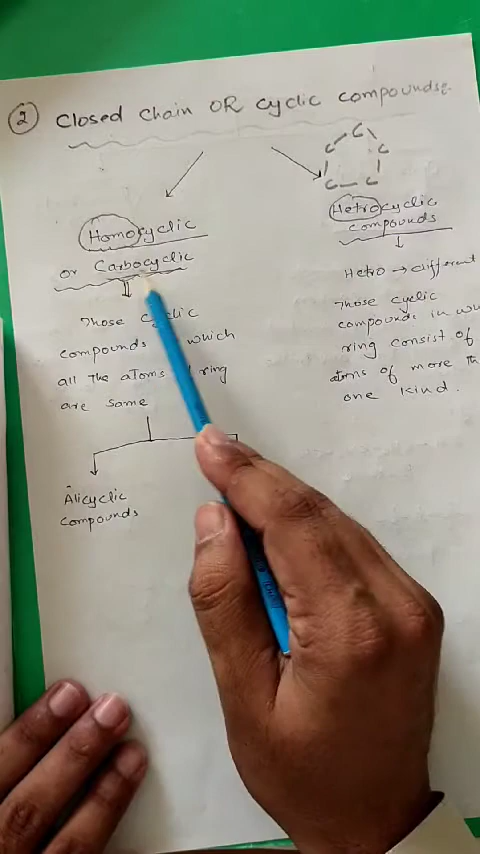 2 Closed Chain OR cyclic compounds:
C
C C
C C
Homocyclic
or Carbocyclic
Those cyclic
compounds which
all the atoms ring
are same
Alicyclic
compounds
Hetrocyclic
compounds
Hetro → different
Those cyclic
compounds in
ring consist of
atoms of more
one kind.